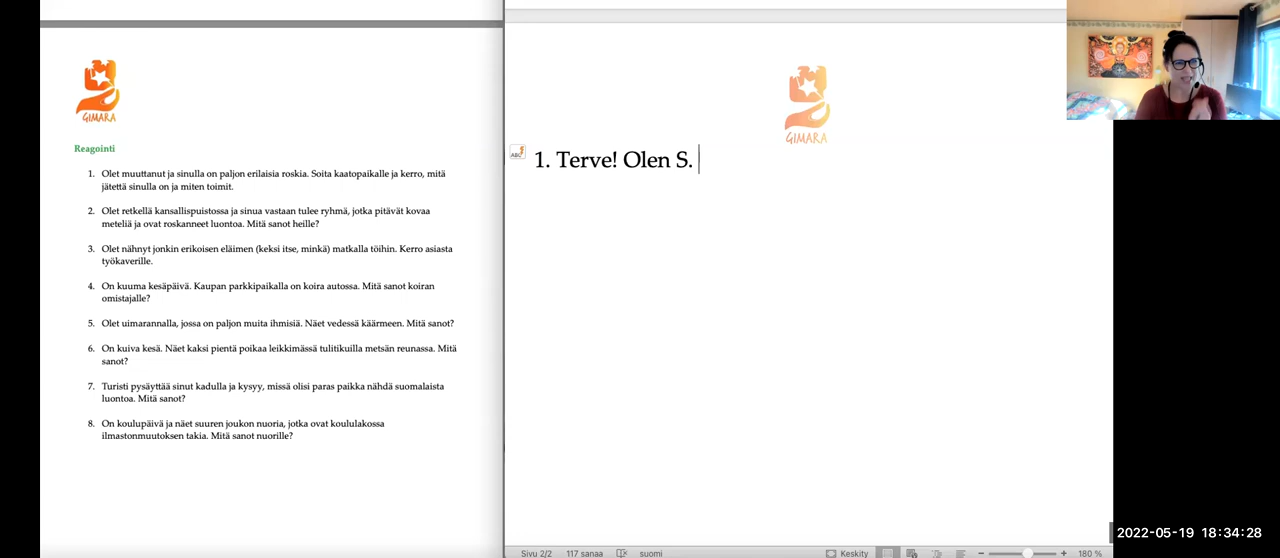 GIMARA
Reagointi
1. Olet muuttanut ja sinulla on paljon erilaisia roskia. Soita kaatopaikalle ja kerro, mitä
jätettä sinulla on ja miten toimit.
2. Olet retkellä kansallispuistossa ja sinua vastaan tulee ryhmä, jotka pitävät kovaa
meteliä ja ovat roskanneet luontoa. Mitä sanot heille?
3. Olet nähnyt jonkin erikoisen eläimen (keksi itse, minkä) matkalla töihin. Kerro asiasta
työkaverille.
4. On kuuma kesäpäivä. Kaupan parkkipaikalla on koira autossa. Mitä sanot koiran
omistajalle?
5. Olet uimarannalla, jossa on paljon muita ihmisiä. Näet vedessä käärmeen. Mitä sanot?
6. On kuiva kesä. Näet kaksi pientä poikaa leikkimässä tulitikuilla metsän reunassa. Mitä
sanot?
7. Turisti pysäyttää sinut kadulla ja kysyy, missä olisi paras paikka nähdä suomalaista
luontoa. Mitä sanot?
8. On koulupäivä ja näet suuren joukon nuoria, jotka ovat koululakossa
ilmastonmuutoksen takia. Mitä sanot nuorille?
GIMARA
1. Terve! Olen S.
Sivu 2/2 117 sanaa suomi Keskity 180 %
2022-05-19 18:34:28